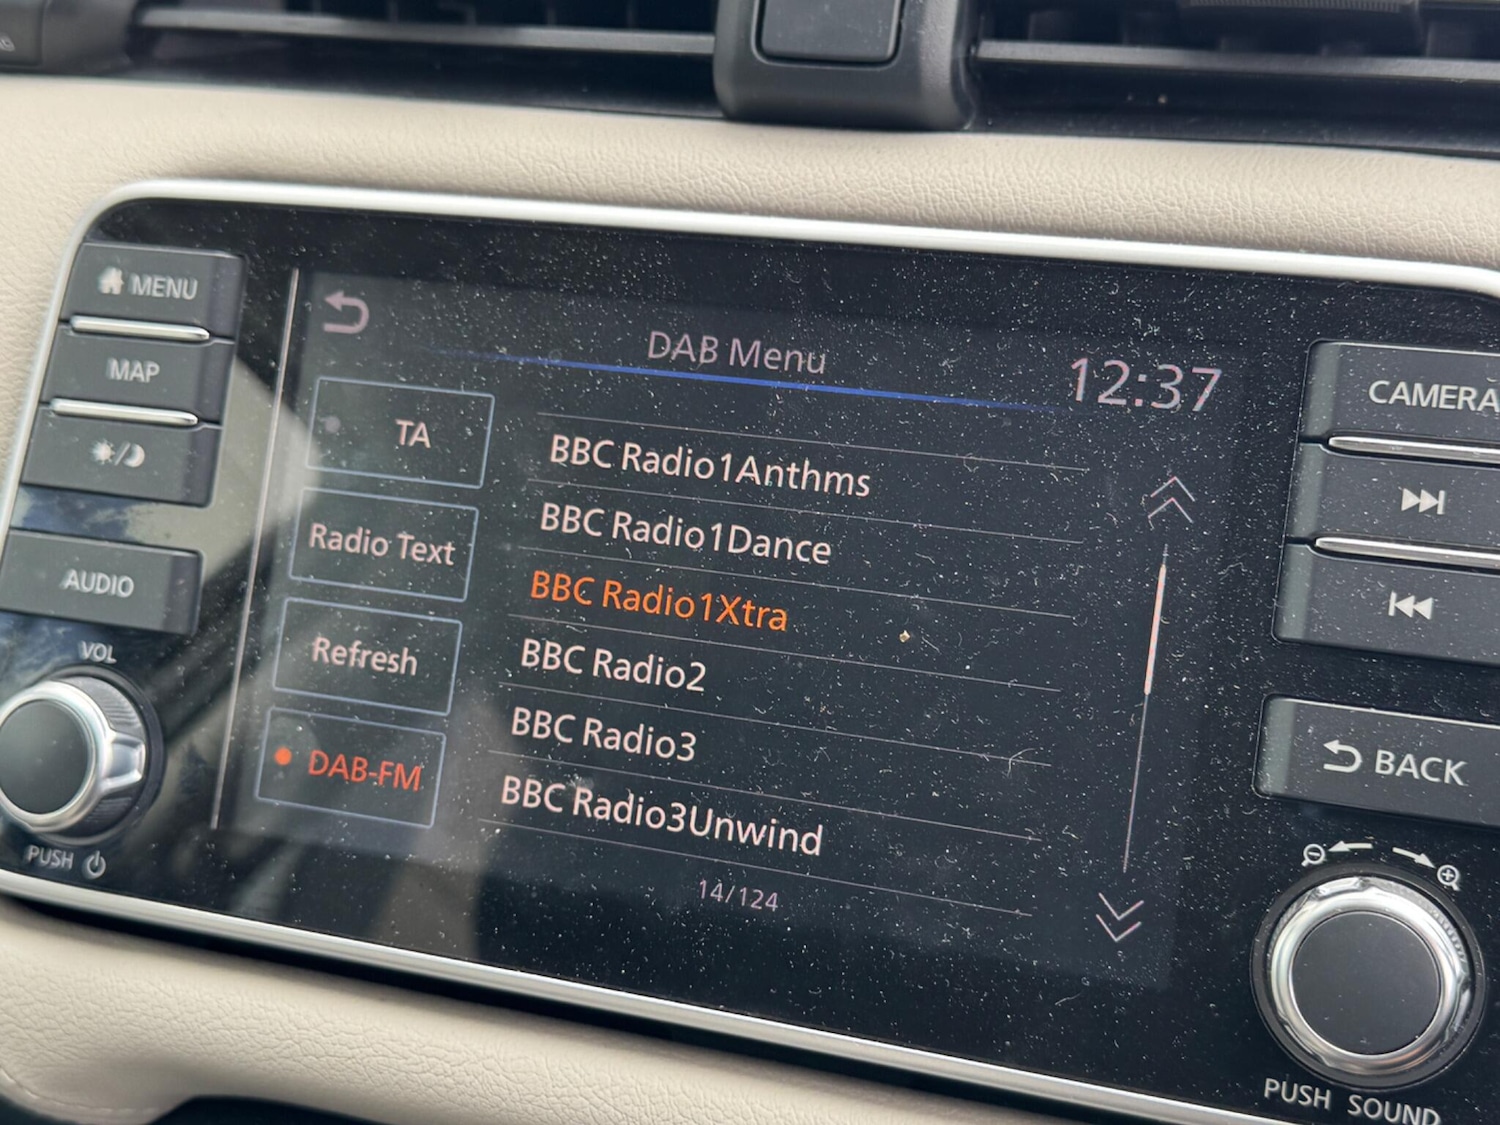 MENU
MAP
AUDIO
VOL
PUSH
DAB Menu
12:37
TA
Radio Text
Refresh
DAB-FM
BBC Radio1Anthms
BBC Radio1Dance
BBC Radio1Xtra
BBC Radio2
BBC Radio3
BBC Radio3Unwind
14/124
CAMERA
BACK
PUSH SOUND